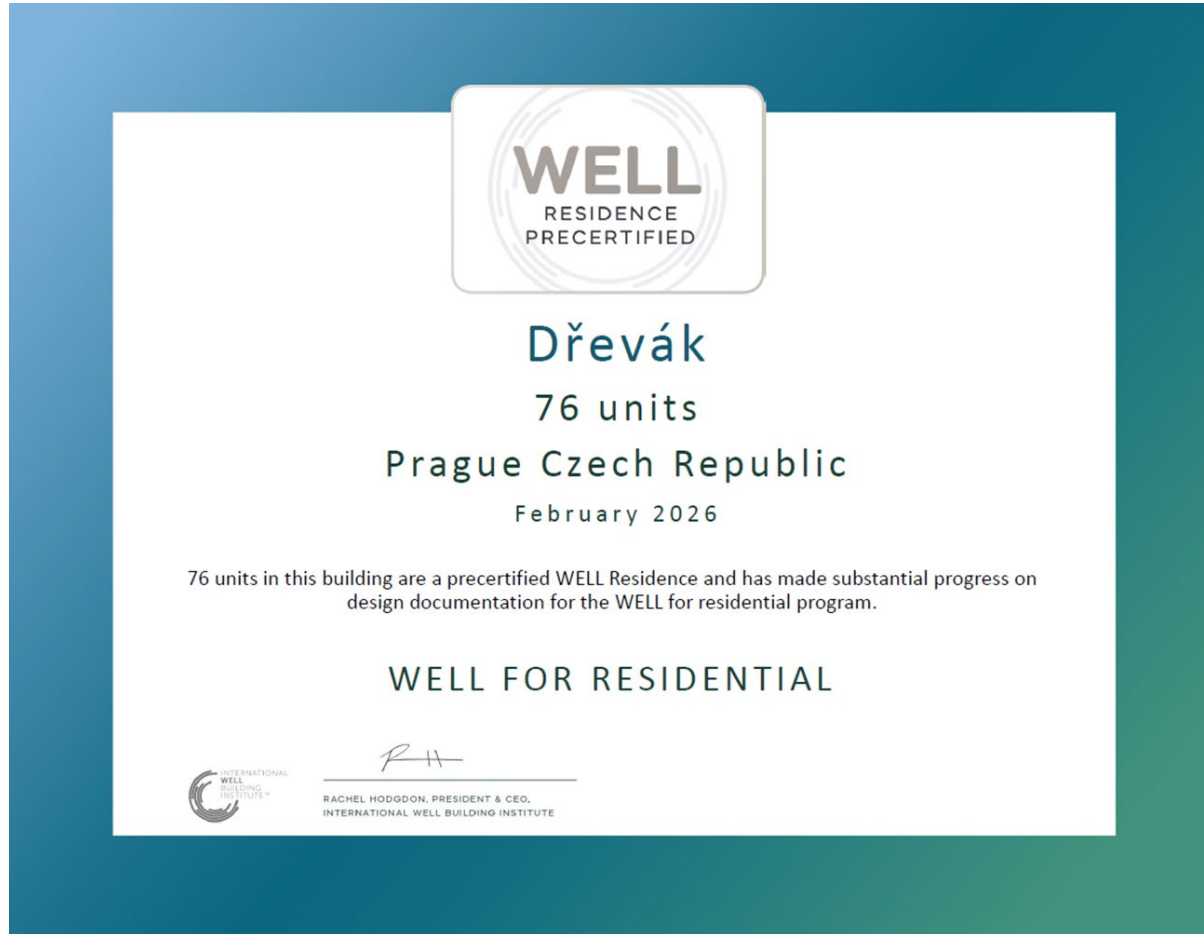 WELL
RESIDENCE
PRECERTIFIED
Dřevák
76 units
Prague Czech Republic
February 2026
76 units in this building are a precertified WELL Residence and has made substantial progress on
design documentation for the WELL for residential program.
WELL FOR RESIDENTIAL
INTERNATIONAL
WELL
BUILDING
INSTITUTE™
RACHEL HODGDON, PRESIDENT & CEO,
INTERNATIONAL WELL BUILDING INSTITUTE